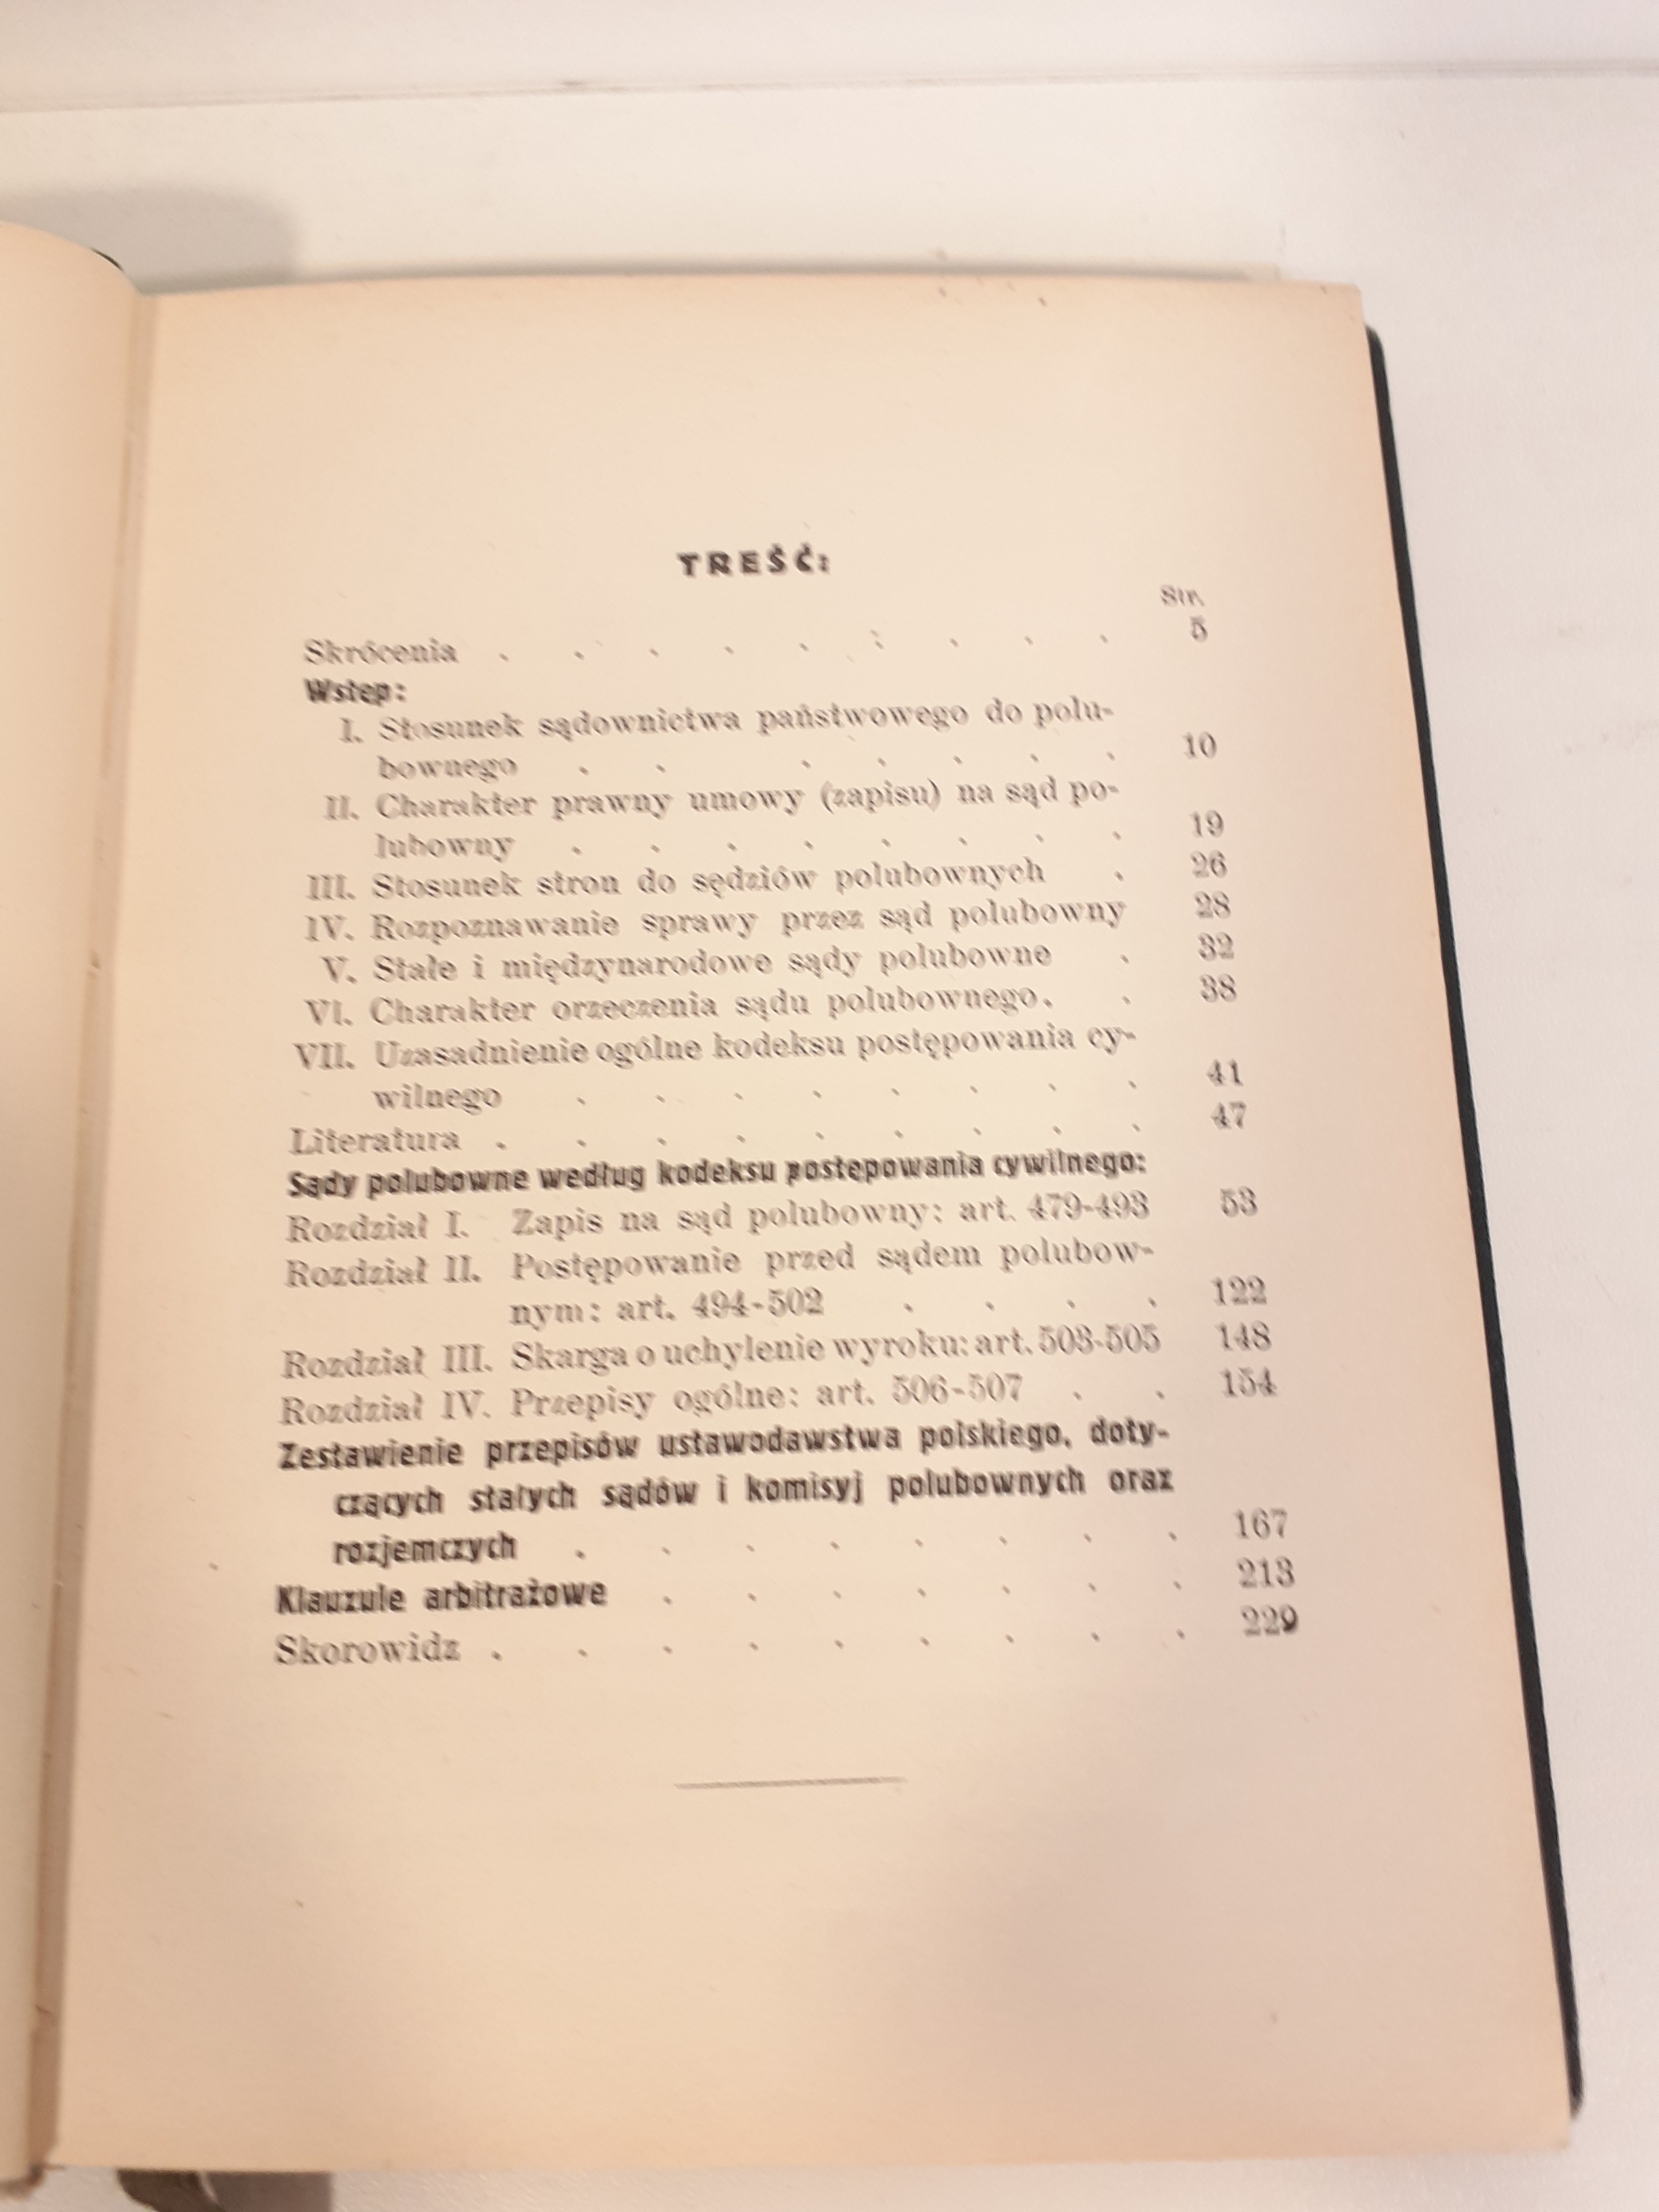 TREŚĆ:
Str.
Skrócenia . . . . . . . . . 5
Wstęp:
I. Stosunek sądownictwa państwowego do polu-
bownego . . . . . . . 10
II. Charakter prawny umowy (zapisu) na sąd po-
lubowny . . . . . . . . 19
III. Stosunek stron do sędziów polubownych . 26
IV. Rozpoznawanie sprawy przez sąd polubowny 28
V. Stałe i międzynarodowe sądy polubowne . 32
VI. Charakter orzeczenia sądu polubownego. . 38
VII. Uzasadnienie ogólne kodeksu postępowania cy-
wilnego . . . . . . . . 41
Literatura . . . . . . . . . 47
Sądy polubowne według kodeksu postępowania cywilnego:
Rozdział I. Zapis na sąd polubowny: art. 479-493 53
Rozdział II. Postępowanie przed sądem polubow-
nym: art. 494-502 . . . . 122
Rozdział III. Skarga o uchylenie wyroku: art. 503-505 148
Rozdział IV. Przepisy ogólne: art. 506-507 . . 154
Zestawienie przepisów ustawodawstwa polskiego, doty-
czących stałych sądów i komisyj polubownych oraz
rozjemczych . . . . . . . . 167
Klauzule arbitrażowe . . . . . . . 213
Skorowidz . . . . . . . . . 229